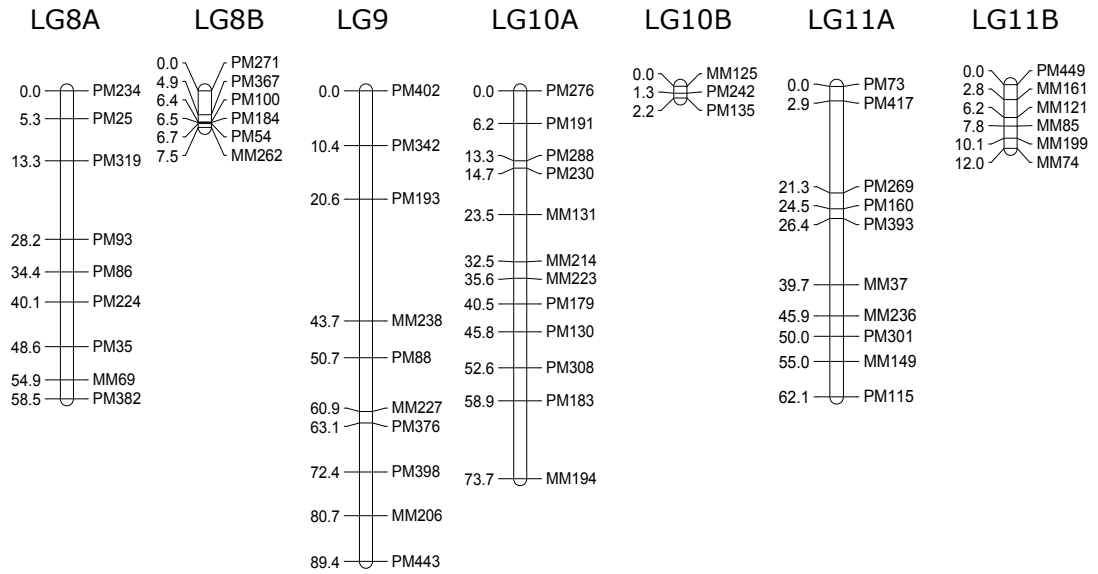 LG8A
0.0 PM234
5.3 PM25
13.3 PM319
28.2 PM93
34.4 PM86
40.1 PM224
48.6 PM35
54.9 MM69
58.5 PM382
LG8B
0.0 PM271
4.9 PM367
6.4 PM100
6.5 PM184
6.7 PM54
7.5 MM262
LG9
0.0 PM402
10.4 PM342
20.6 PM193
43.7 MM238
50.7 PM88
60.9 MM227
63.1 PM376
72.4 PM398
80.7 MM206
89.4 PM443
LG10A
0.0 PM276
6.2 PM191
13.3 PM288
14.7 PM230
23.5 MM131
32.5 MM214
35.6 MM223
40.5 PM179
45.8 PM130
52.6 PM308
58.9 PM183
73.7 MM194
LG10B
0.0 MM125
1.3 PM242
2.2 PM135
LG11A
0.0 PM73
2.9 PM417
21.3 PM269
24.5 PM160
26.4 PM393
39.7 MM37
45.9 MM236
50.0 PM301
55.0 MM149
62.1 PM115
LG11B
0.0 PM449
2.8 MM161
6.2 MM121
7.8 MM85
10.1 MM199
12.0 MM74